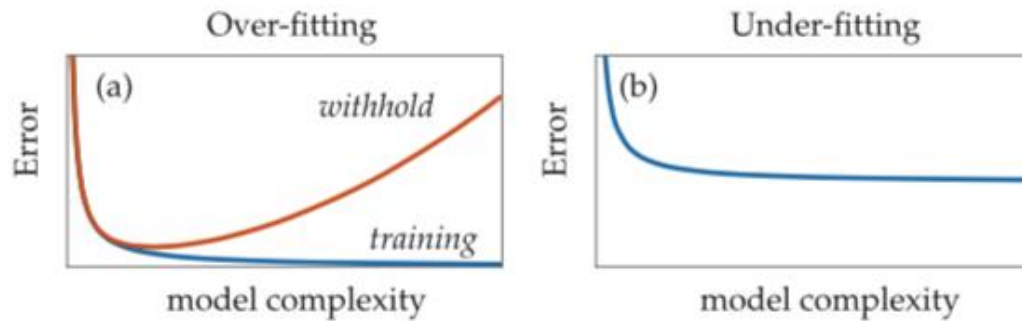 Over-fitting
(a)
withhold
training
Error
model complexity
Under-fitting
(b)
Error
model complexity